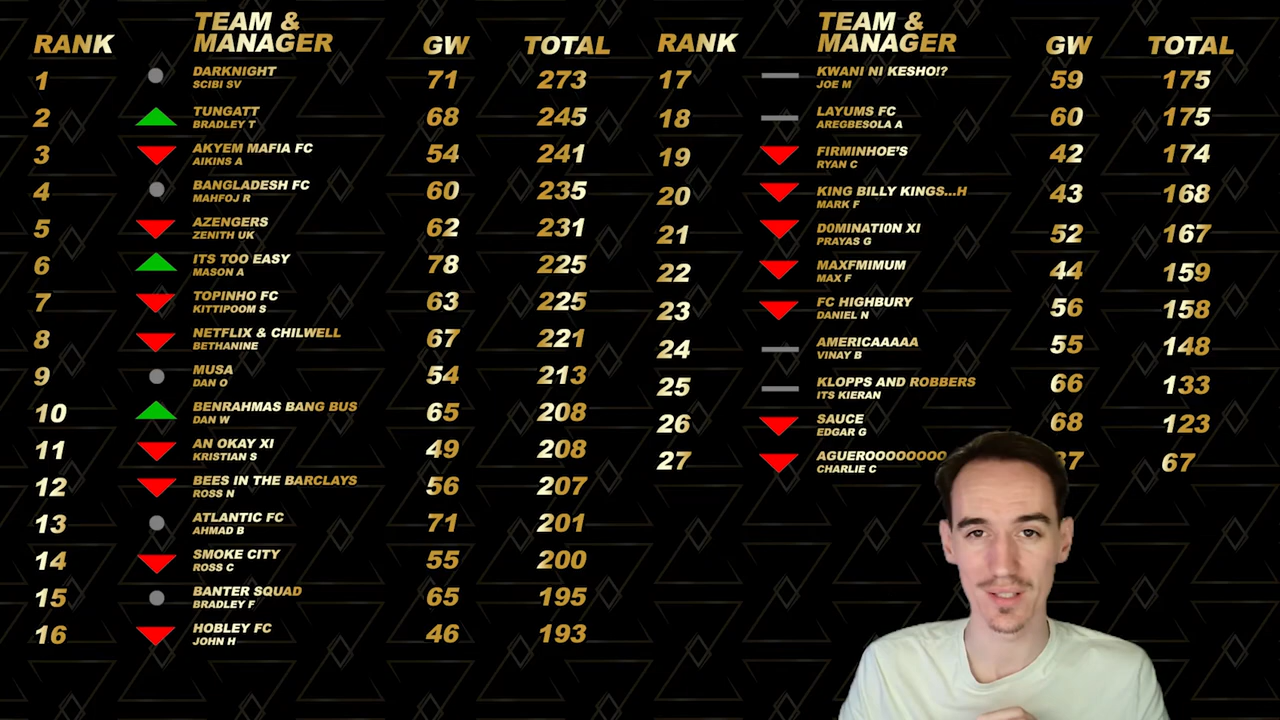 RANK TEAM & MANAGER GW TOTAL
1 DARKNIGHT 71 273
SCIBI SV
2 TUNGATT 68 245
BRADLEY T
3 AKYEM MAFIA FC 54 241
AIKINS A
4 BANGLADESH FC 60 235
MAHFOJ R
5 AZENGERS 62 231
ZENITH UK
6 ITS TOO EASY 78 225
MASON A
7 TOPINHO FC 63 225
KITTIPOOM S
8 NETFLIX & CHILWELL 67 221
BETHANINE
9 MUSA 54 213
DAN O
10 BENRAHMAS BANG BUS 65 208
DAN W
11 AN OKAY XI 49 208
KRISTIAN S
12 BEES IN THE BARCLAYS 56 207
ROSS N
13 ATLANTIC FC 71 201
AHMAD B
14 SMOKE CITY 55 200
ROSS C
15 BANTER SQUAD 65 195
BRADLEY F
16 HOBLEY FC 46 193
JOHN H
RANK TEAM & MANAGER GW TOTAL
17 KWANI NI KESHO!? 59 175
JOE M
18 LAYUMS FC 60 175
AREGBESOLA A
19 FIRMINHOE'S 42 174
RYAN C
20 KING BILLY KINGS...H 43 168
MARK F
21 D0MINATI0N XI 52 167
PRAYAS G
22 MAXFMIMUM 44 159
MAX F
23 FC HIGHBURY 56 158
DANIEL N
24 AMERICAAAAA 55 148
VINAY B
25 KLOPPS AND ROBBERS 66 133
ITS KIERAN
26 SAUCE 68 123
EDGAR G
27 67
CHARLIE C